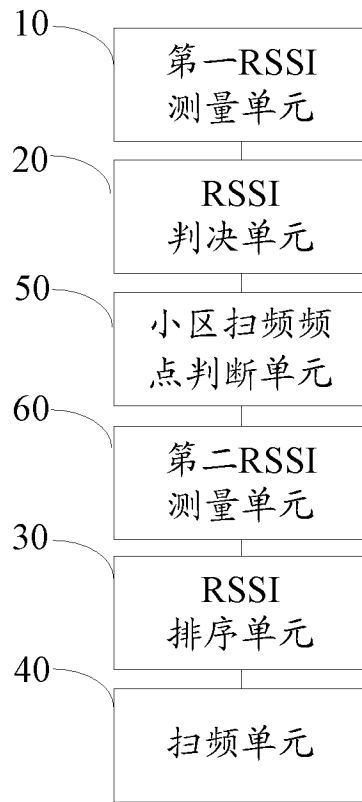 10
第一RSSI
测量单元
20
RSSI
判决单元
50
小区扫频频
点判断单元
60
第二RSSI
测量单元
30
RSSI
排序单元
40
扫频单元